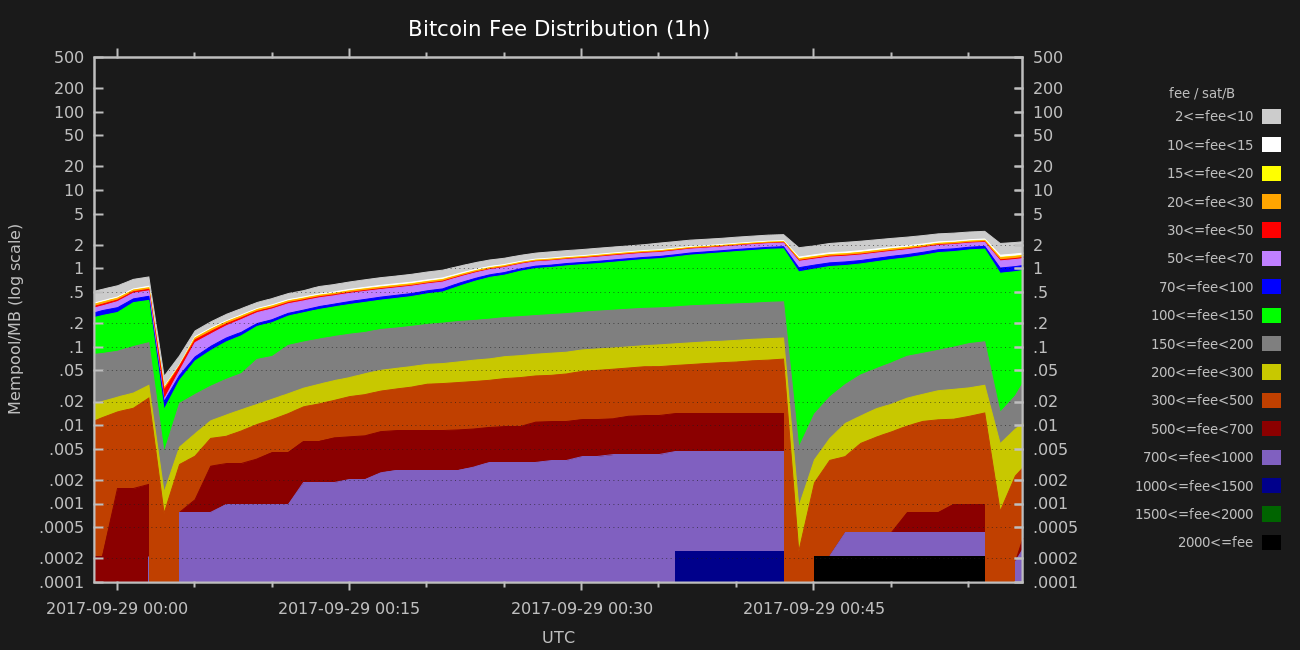 Bitcoin Fee Distribution (1h)
500
200
100
50
20
10
5
2
1
.5
.2
.1
.05
.02
.01
.005
.002
.001
.0005
.0002
.0001
Mempool/MB (log scale)
500
200
100
50
20
10
5
2
1
.5
.2
.1
.05
.02
.01
.005
.002
.001
.0005
.0002
.0001
2017-09-29 00:00 2017-09-29 00:15 2017-09-29 00:30 2017-09-29 00:45
UTC
fee / sat/B
2<=fee<10
10<=fee<15
15<=fee<20
20<=fee<30
30<=fee<50
50<=fee<70
70<=fee<100
100<=fee<150
150<=fee<200
200<=fee<300
300<=fee<500
500<=fee<700
700<=fee<1000
1000<=fee<1500
1500<=fee<2000
2000<=fee